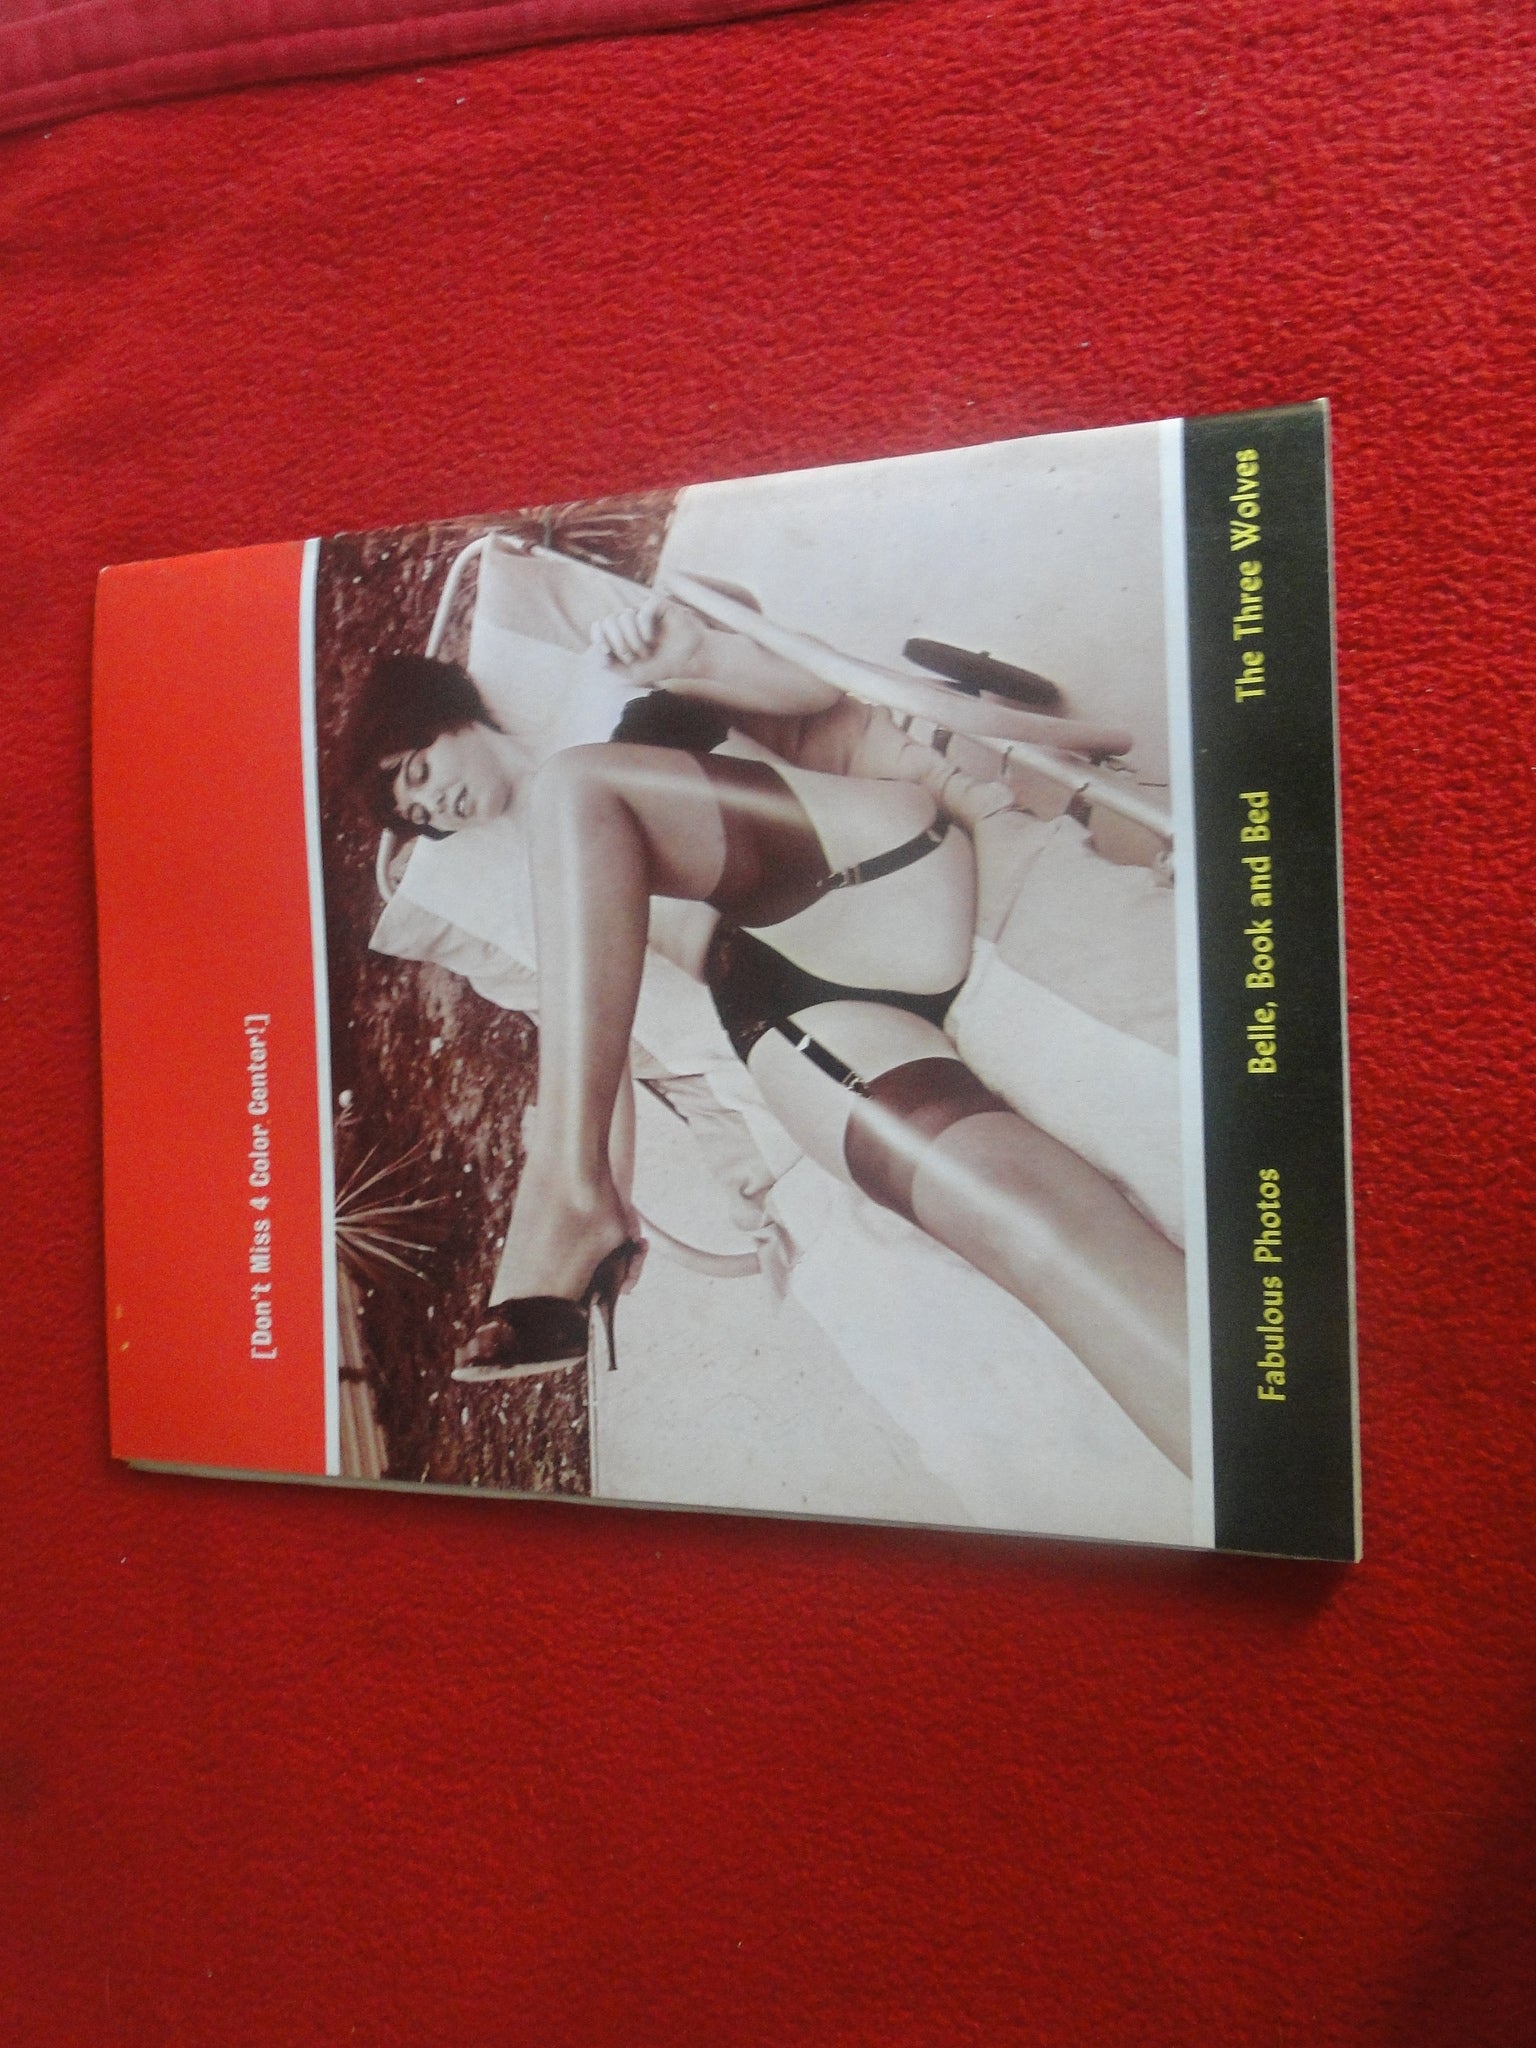 [Don't Miss 4 Color Center!]
Fabulous Photos Belle, Book and Bed The Three Wolves